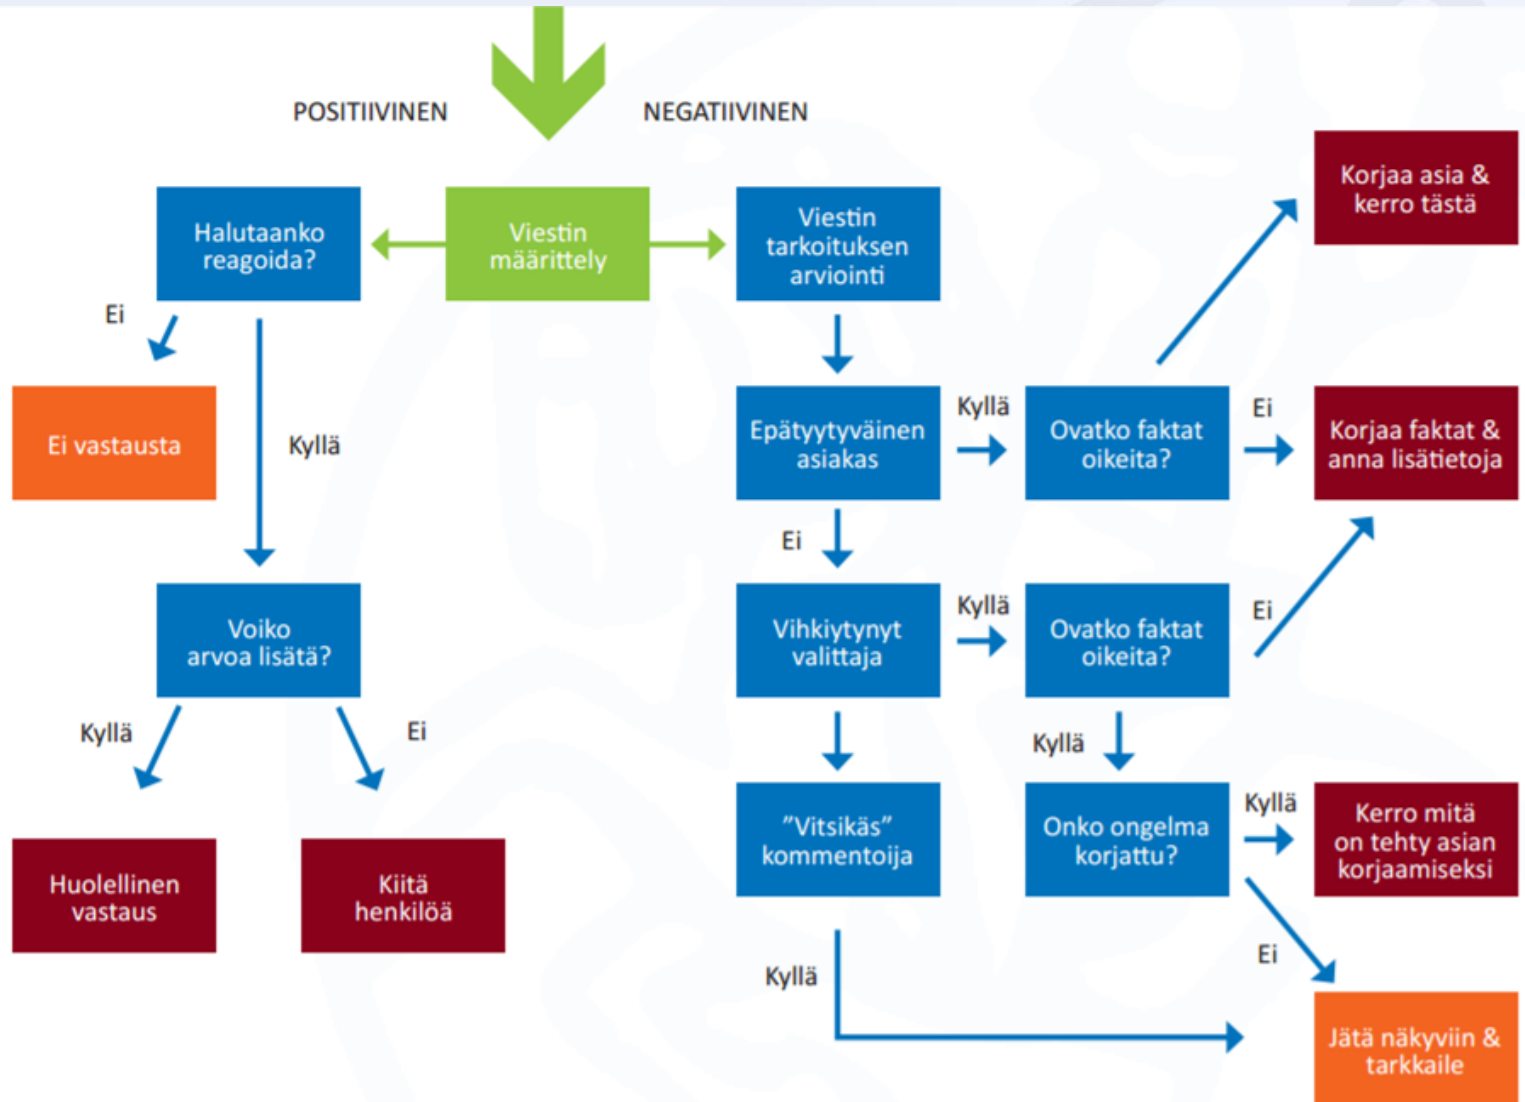 POSITIIVINEN
NEGATIIVINEN
Korjaa asia &
kerro tästä
Halutaanko
reagoida?
Viestin
määrittely
Viestin
tarkoituksen
arviointi
Ei
Ei vastausta
Kyllä
Epätyytyväinen
asiakas
Kyllä
Ovatko faktat
oikeita?
Ei
Korjaa faktat &
anna lisätietoja
Ei
Voiko
arvoa lisätä?
Vihkiytynyt
valittaja
Kyllä
Ovatko faktat
oikeita?
Ei
Kyllä
Ei
Kyllä
Huolellinen
vastaus
Kiitä
henkilöä
”Vitsikäs”
kommentoija
Onko ongelma
korjattu?
Kyllä
Kerro mitä
on tehty asian
korjaamiseksi
Ei
Kyllä
Jätä näkyviin &
tarkkaile